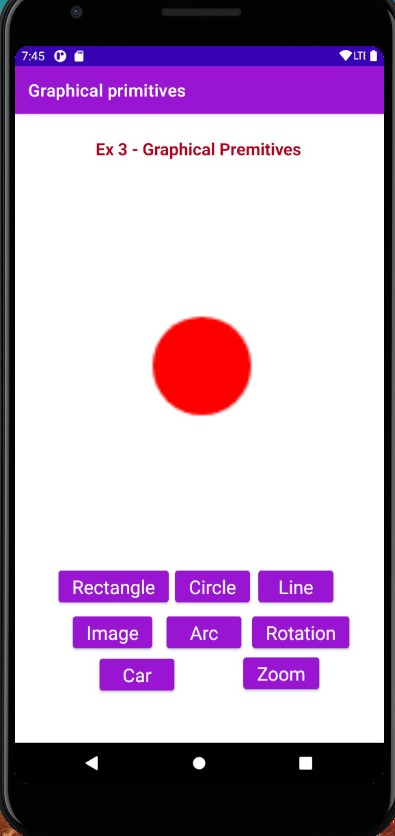 7:45 LTE
Graphical primitives
Ex 3 - Graphical Premitives
Rectangle Circle Line
Image Arc Rotation
Car Zoom